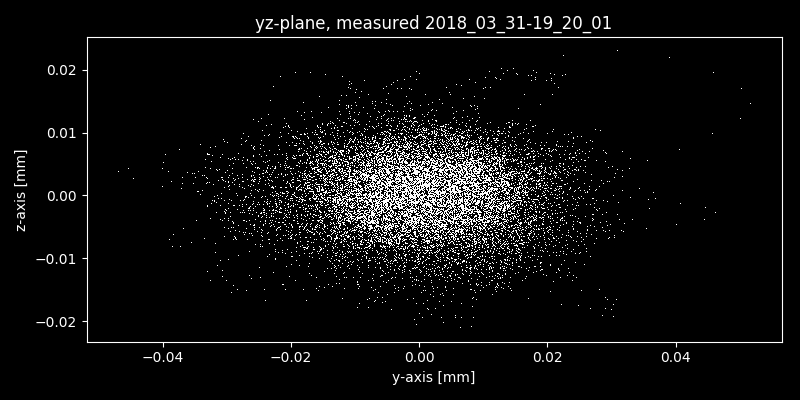 yz-plane, measured 2018_03_31-19_20_01
0.02
0.01
0.00
−0.01
−0.02
z-axis [mm]
−0.04 −0.02 0.00 0.02 0.04
y-axis [mm]